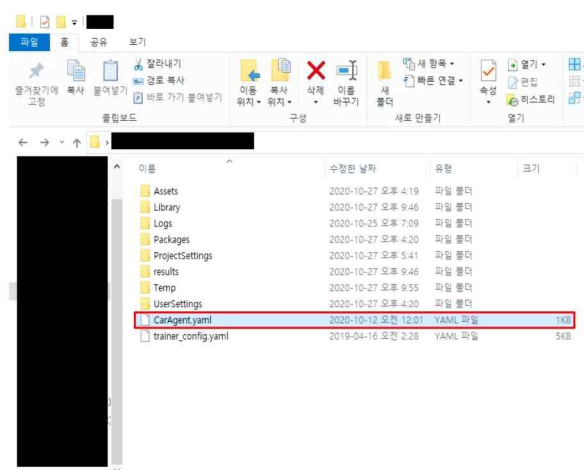 파일 홈 공유 보기
즐겨찾기에 고정
복사
붙여넣기
잘라내기
경로 복사
바로 가기 붙여넣기
클립보드
이동 위치
복사 위치
삭제
이름 바꾸기
구성
새 폴더
새 항목
빠른 연결
새로 만들기
속성
열기
편집
히스토리
열기
이름 수정한 날짜 유형 크기
Assets 2020-10-27 오후 4:19 파일 폴더
Library 2020-10-27 오후 9:46 파일 폴더
Logs 2020-10-25 오후 7:09 파일 폴더
Packages 2020-10-27 오후 4:20 파일 폴더
ProjectSettings 2020-10-27 오후 5:41 파일 폴더
results 2020-10-27 오후 9:46 파일 폴더
Temp 2020-10-27 오후 9:55 파일 폴더
UserSettings 2020-10-27 오후 4:20 파일 폴더
CarAgent.yaml 2020-10-12 오전 12:01 YAML 파일 1KB
trainer_config.yaml 2019-04-16 오전 2:28 YAML 파일 5KB